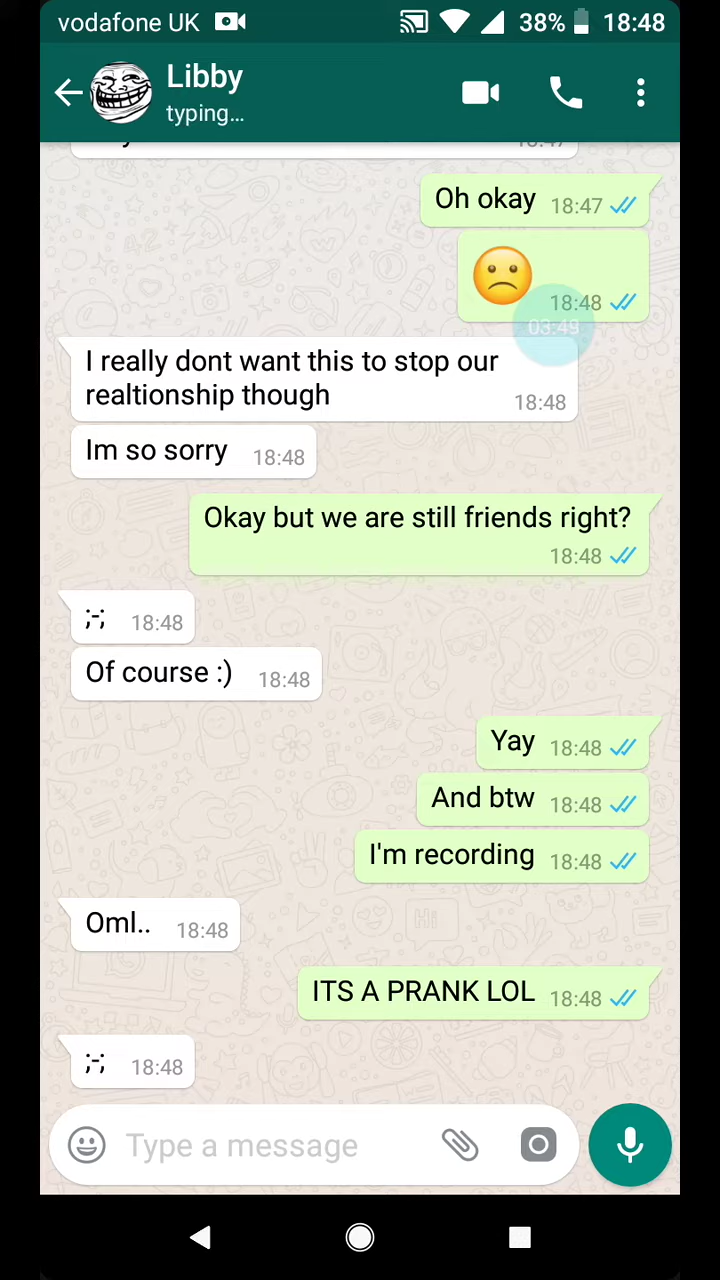 vodafone UK 38% 18:48
Libby
typing...
Oh okay 18:47
18:48
03:49
I really dont want this to stop our
realtionship though 18:48
Im so sorry 18:48
Okay but we are still friends right?
18:48
;-; 18:48
Of course :) 18:48
Yay 18:48
And btw 18:48
I'm recording 18:48
Oml.. 18:48
ITS A PRANK LOL 18:48
;-; 18:48
Type a message